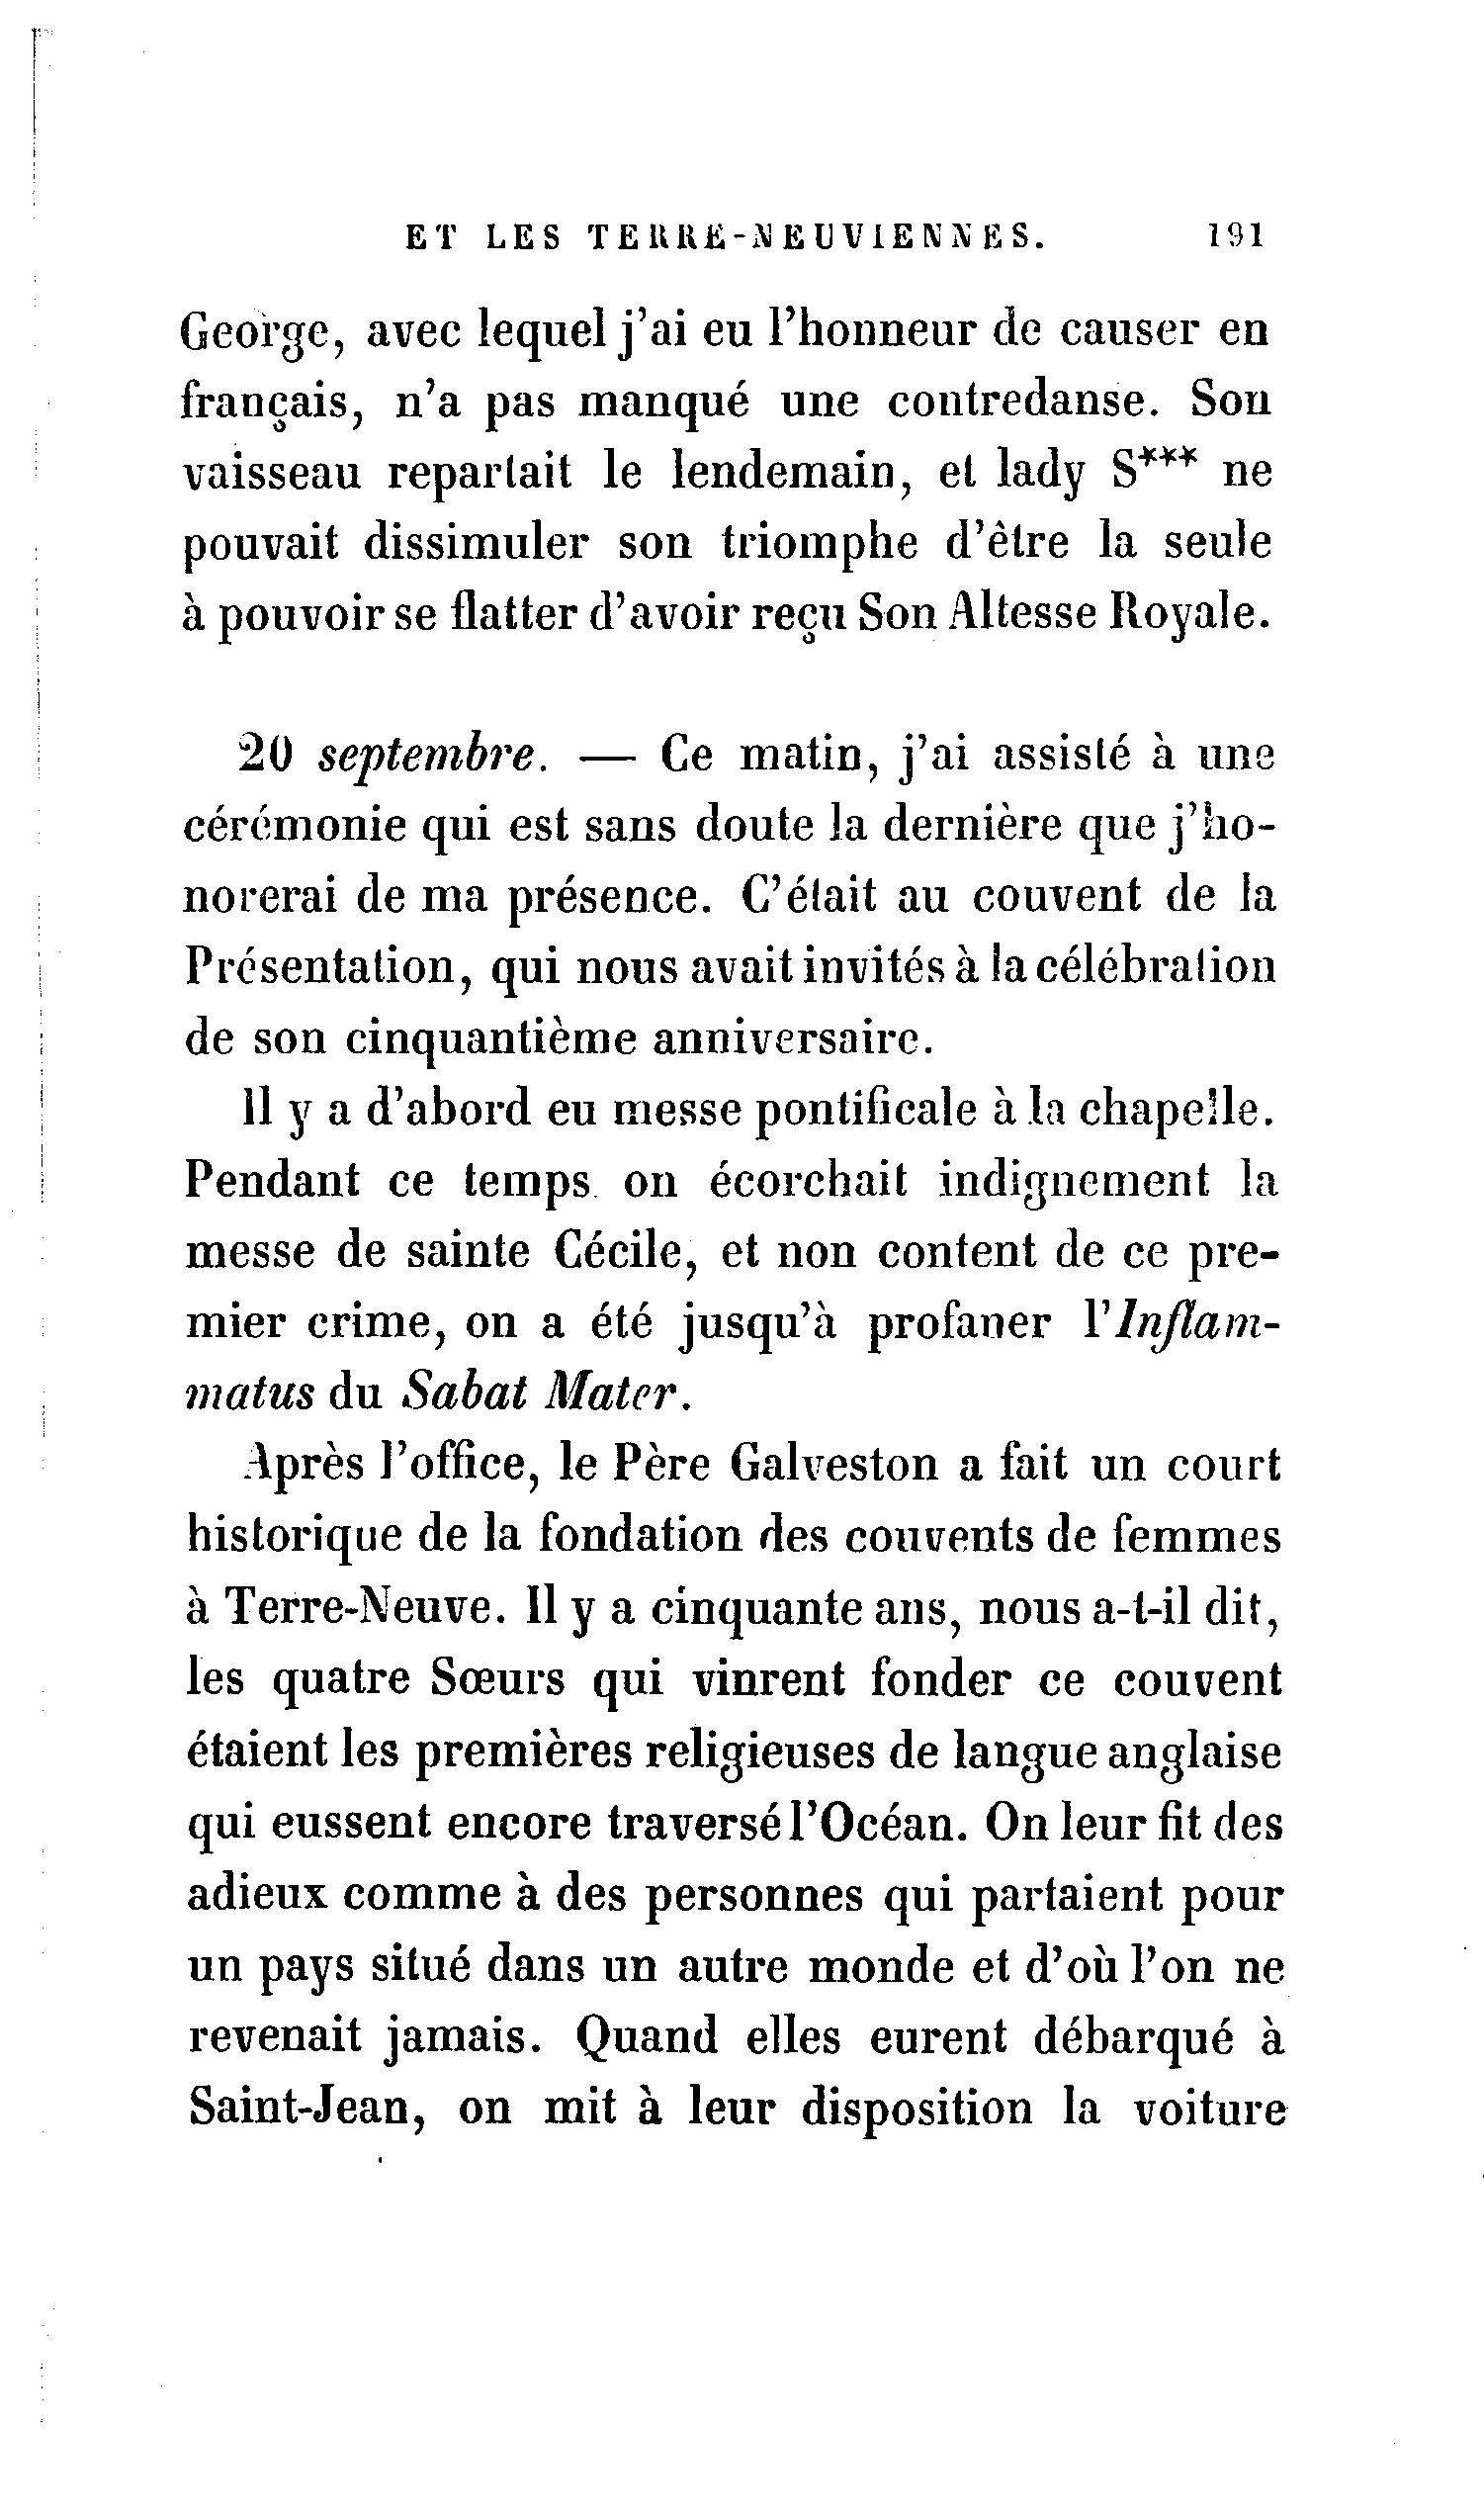 ET LES TERRE-NEUVIENNES. 191
George, avec lequel j'ai eu l'honneur de causer en
français, n'a pas manqué une contredanse. Son
vaisseau repartait le lendemain, et lady S*** ne
pouvait dissimuler son triomphe d'être la seule
à pouvoir se flatter d'avoir reçu Son Altesse Royale.
20 septembre. — Ce matin, j'ai assisté à une
cérémonie qui est sans doute la dernière que j'ho-
norerai de ma présence. C'était au couvent de la
Présentation, qui nous avait invités à la célébration
de son cinquantième anniversaire.
Il y a d'abord eu messe pontificale à la chapelle.
Pendant ce temps on écorchait indignement la
messe de sainte Cécile, et non content de ce pre-
mier crime, on a été jusqu'à profaner l'Inflam-
matus du Sabat Mater.
Après l'office, le Père Galveston a fait un court
historique de la fondation des couvents de femmes
à Terre-Neuve. Il y a cinquante ans, nous a-t-il dit,
les quatre Sœurs qui vinrent fonder ce couvent
étaient les premières religieuses de langue anglaise
qui eussent encore traversé l'Océan. On leur fit des
adieux comme à des personnes qui partaient pour
un pays situé dans un autre monde et d'où l'on ne
revenait jamais. Quand elles eurent débarqué à
Saint-Jean, on mit à leur disposition la voiture